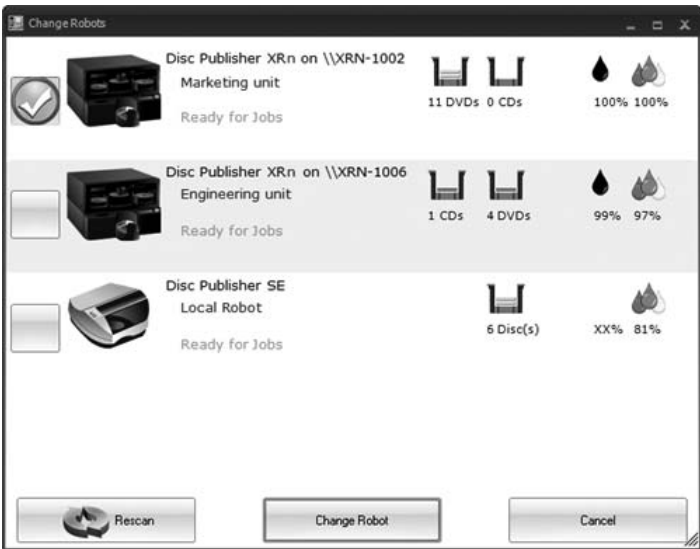 Change Robots
Disc Publisher XRn on \\XRN-1002
Marketing unit
Ready for Jobs
11 DVDs 0 CDs
100% 100%
Disc Publisher XRn on \\XRN-1006
Engineering unit
Ready for Jobs
1 CDs 4 DVDs
99% 97%
Disc Publisher SE
Local Robot
Ready for Jobs
6 Disc(s)
XX% 81%
Rescan
Change Robot
Cancel